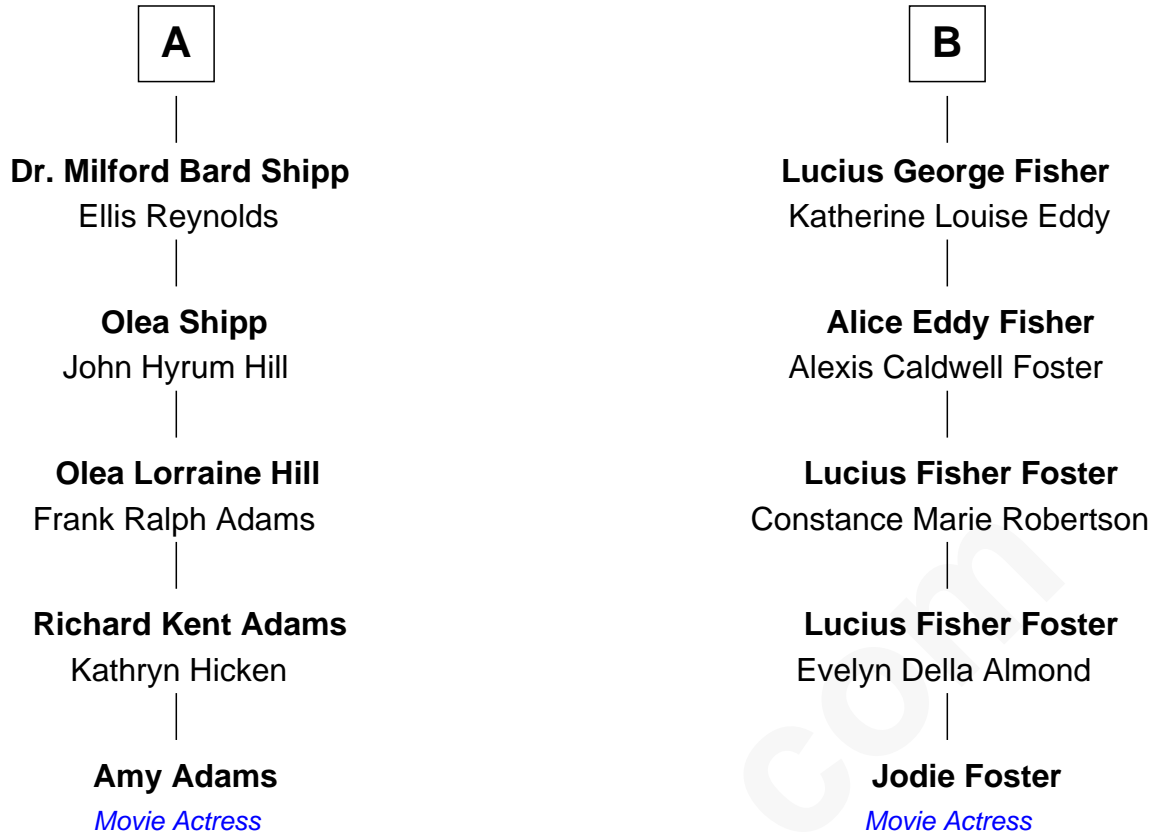 A
B
Dr. Milford Bard Shipp
Ellis Reynolds
Lucius George Fisher
Katherine Louise Eddy
Olea Shipp
John Hyrum Hill
Alice Eddy Fisher
Alexis Caldwell Foster
Olea Lorraine Hill
Frank Ralph Adams
Lucius Fisher Foster
Constance Marie Robertson
Richard Kent Adams
Kathryn Hicken
Lucius Fisher Foster
Evelyn Della Almond
Amy Adams
Movie Actress
Jodie Foster
Movie Actress
com